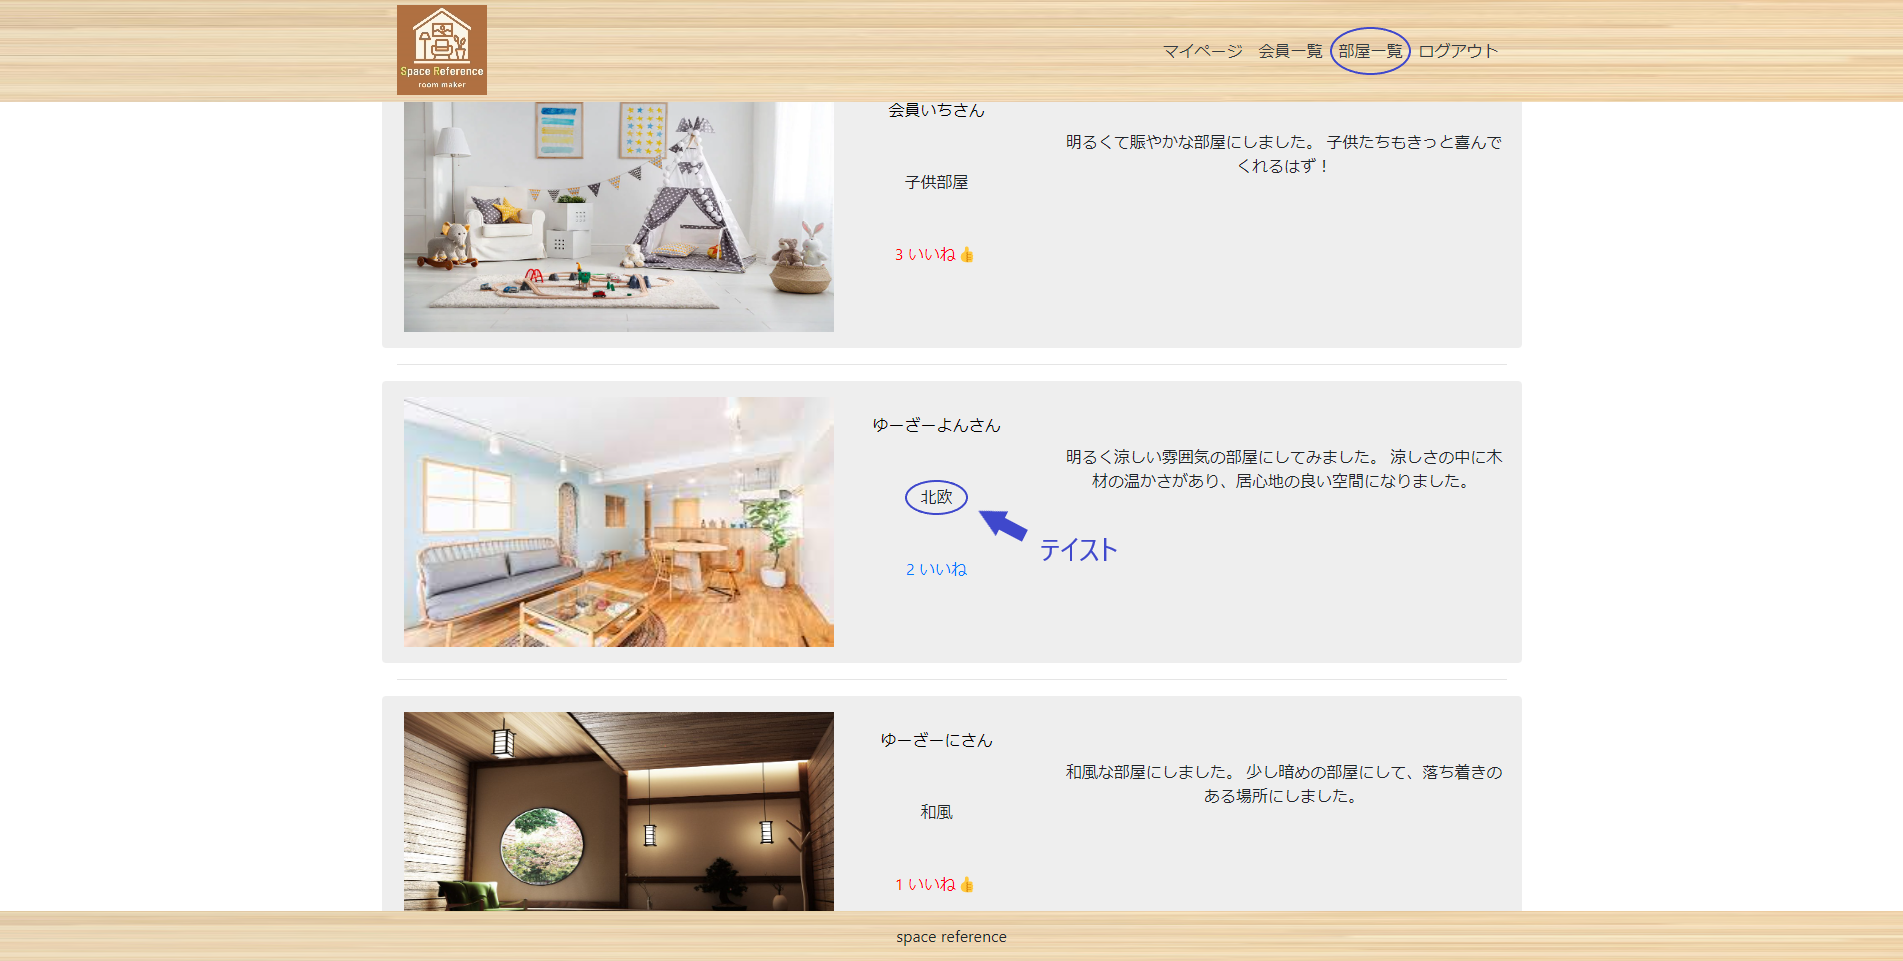 Space Reference
room maker
マイページ 会員一覧 部屋一覧 ログアウト
会員いちさん
明るくて賑やかな部屋にしました。 子供たちもきっと喜んで
くれるはず！
子供部屋
3 いいね👍
ゆーざーよんさん
明るく涼しい雰囲気の部屋にしてみました。 涼しさの中に木
材の温かさがあり、居心地の良い空間になりました。
北欧
テイスト
2 いいね
ゆーざーにさん
和風な部屋にしました。 少し暗めの部屋にして、落ち着きの
ある場所にしました。
和風
1 いいね👍
space reference